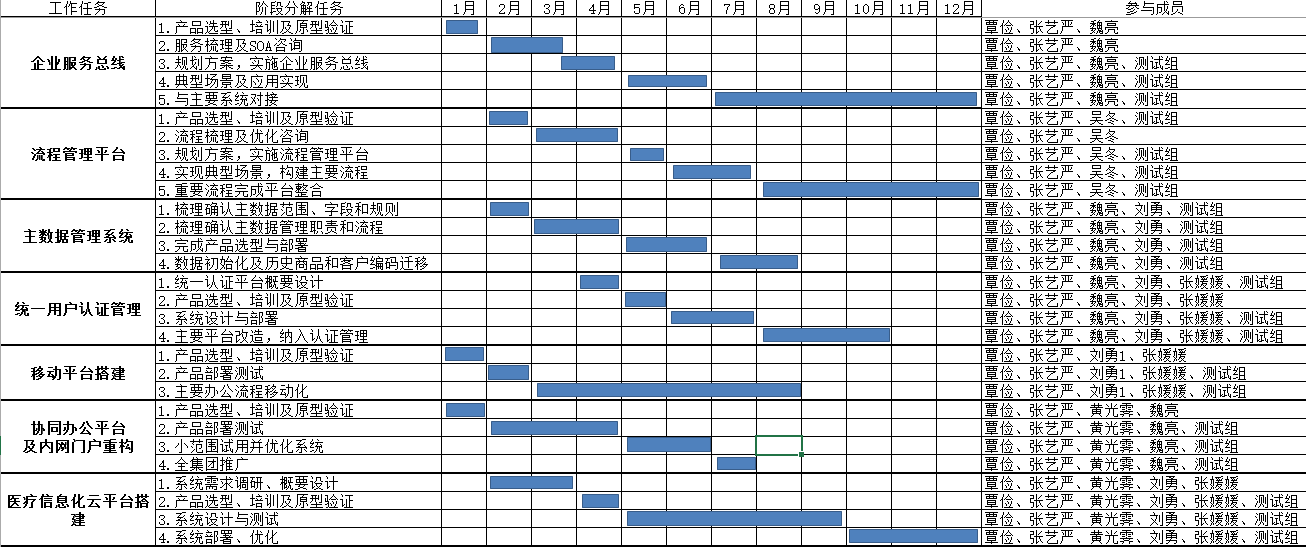 工作任务 阶段分解任务 1月 2月 3月 4月 5月 6月 7月 8月 9月 10月 11月 12月 参与成员
企业服务总线
1.产品选型、培训及原型验证 覃俭、张艺严、魏亮
2.服务梳理及SOA咨询 覃俭、张艺严、魏亮
3.规划方案，实施企业服务总线 覃俭、张艺严、魏亮、测试组
4.典型场景及应用实现 覃俭、张艺严、魏亮、测试组
5.与主要系统对接 覃俭、张艺严、魏亮、测试组
流程管理平台
1.产品选型、培训及原型验证 覃俭、张艺严、吴冬、测试组
2.流程梳理及优化咨询 覃俭、张艺严、吴冬
3.规划方案，实施流程管理平台 覃俭、张艺严、吴冬、测试组
4.实现典型场景，构建主要流程 覃俭、张艺严、吴冬、测试组
5.重要流程完成平台整合 覃俭、张艺严、吴冬、测试组
主数据管理系统
1.梳理确认主数据范围、字段和规则 覃俭、张艺严、魏亮、刘勇、测试组
2.梳理确认主数据管理职责和流程 覃俭、张艺严、魏亮、刘勇、测试组
3.完成产品选型与部署 覃俭、张艺严、魏亮、刘勇、测试组
4.数据初始化及历史商品和客户编码迁移 覃俭、张艺严、魏亮、刘勇、测试组
统一用户认证管理
1.统一认证平台概要设计 覃俭、张艺严、魏亮、刘勇、张媛媛、测试组
2.产品选型、培训及原型验证 覃俭、张艺严、魏亮、刘勇、张媛媛
3.系统设计与部署 覃俭、张艺严、魏亮、刘勇、张媛媛、测试组
4.主要平台改造，纳入认证管理 覃俭、张艺严、魏亮、刘勇、张媛媛、测试组
移动平台搭建
1.产品选型、培训及原型验证 覃俭、张艺严、刘勇1、张媛媛
2.产品部署测试 覃俭、张艺严、刘勇1、张媛媛、测试组
3.主要办公流程移动化 覃俭、张艺严、刘勇1、张媛媛、测试组
协同办公平台
及内网门户重构
1.产品选型、培训及原型验证 覃俭、张艺严、黄光霁、魏亮
2.产品部署测试 覃俭、张艺严、黄光霁、魏亮、测试组
3.小范围试用并优化系统 覃俭、张艺严、黄光霁、魏亮、测试组
4.全集团推广 覃俭、张艺严、黄光霁、魏亮、测试组
医疗信息化云平台搭
建
1.系统需求调研、概要设计 覃俭、张艺严、黄光霁、刘勇、张媛媛
2.产品选型、培训及原型验证 覃俭、张艺严、黄光霁、刘勇、张媛媛、测试组
3.系统设计与测试 覃俭、张艺严、黄光霁、刘勇、张媛媛、测试组
4.系统部署、优化 覃俭、张艺严、黄光霁、刘勇、张媛媛、测试组